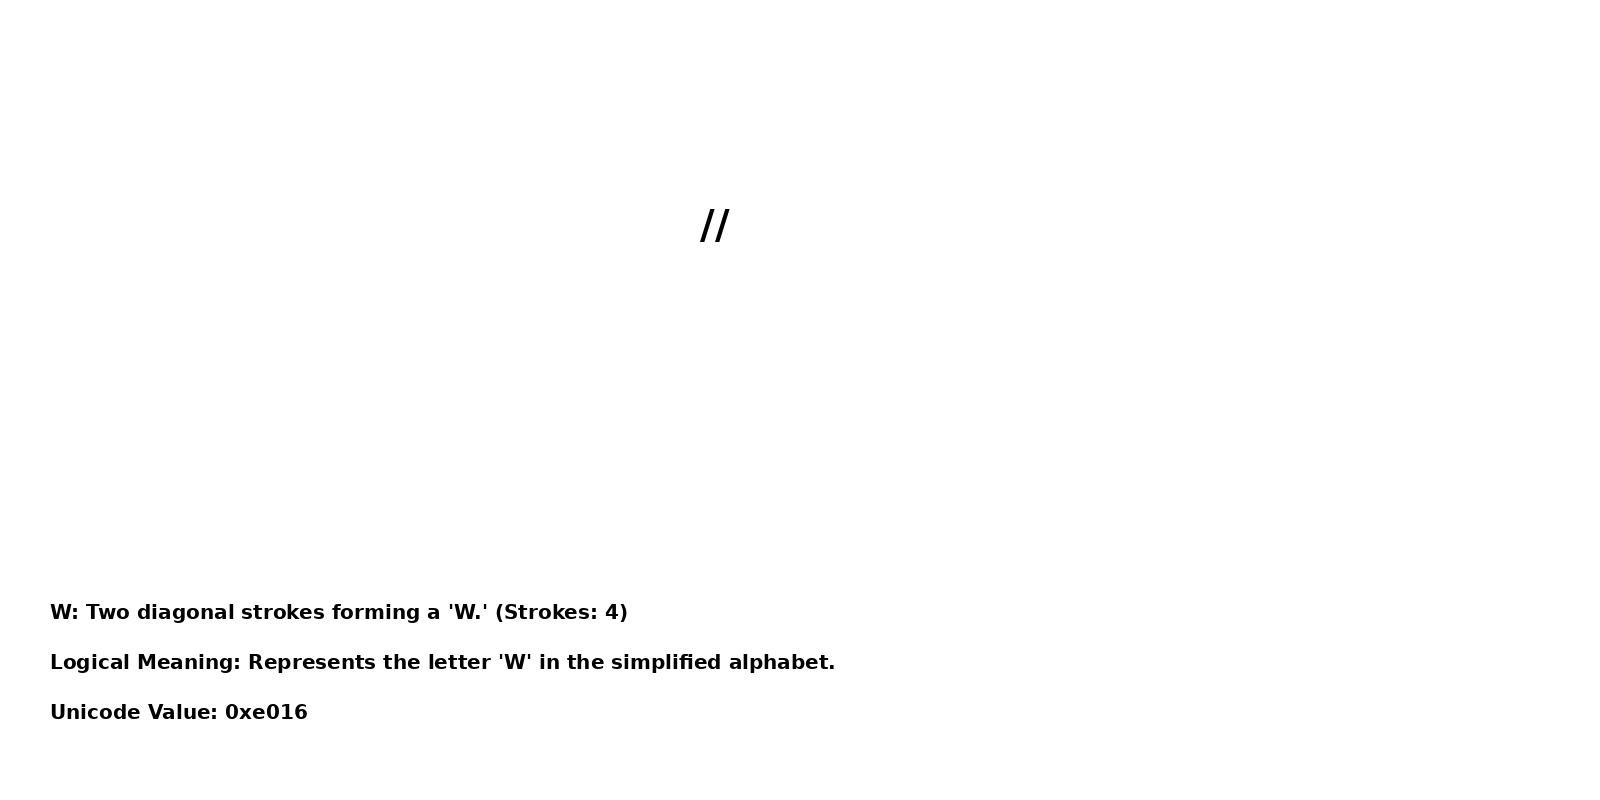 //
W: Two diagonal strokes forming a 'W.' (Strokes: 4)
Logical Meaning: Represents the letter 'W' in the simplified alphabet.
Unicode Value: 0xe016